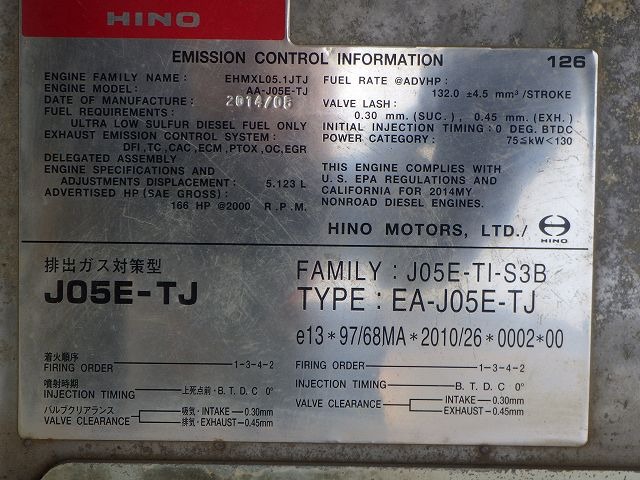 HINO
EMISSION CONTROL INFORMATION 126
ENGINE FAMILY NAME : EHMXL05.1JTJ
ENGINE MODEL: AA-J05E-TJ
DATE OF MANUFACTURE: 2014/06
FUEL REQUIREMENTS:
ULTRA LOW SULFUR DIESEL FUEL ONLY
EXHAUST EMISSION CONTROL SYSTEM :
DFI,TC,CAC,ECM,PTOX,OC,EGR
DELEGATED ASSEMBLY
ENGINE SPECIFICATIONS AND
ADJUSTMENTS DISPLACEMENT: 5.123 L
ADVERTISED HP (SAE GROSS):
166 HP @2000 R.P.M.
FUEL RATE @ADVHP:
132.0 ±4.5 mm³/STROKE
VALVE LASH:
0.30 mm.(SUC.), 0.45 mm.(EXH.)
INITIAL INJECTION TIMING: 0 DEG. BTDC
POWER CATEGORY: 75≦kW<130
THIS ENGINE COMPLIES WITH
U.S. EPA REGULATIONS AND
CALIFORNIA FOR 2014MY
NONROAD DIESEL ENGINES.
HINO MOTORS, LTD./
HINO
排出ガス対策型
J05E-TJ
FAMILY : J05E-TI-S3B
TYPE : EA-J05E-TJ
e13*97/68MA*2010/26*0002*00
着火順序
FIRING ORDER 1-3-4-2
噴射時期
INJECTION TIMING 上死点前・B. T. D. C 0°
バルブクリアランス
VALVE CLEARANCE 吸気・INTAKE-0.30mm
排気・EXHAUST-0.45mm
FIRING ORDER 1-3-4-2
INJECTION TIMING B. T. D. C 0°
VALVE CLEARANCE INTAKE-0.30mm
EXHAUST-0.45mm